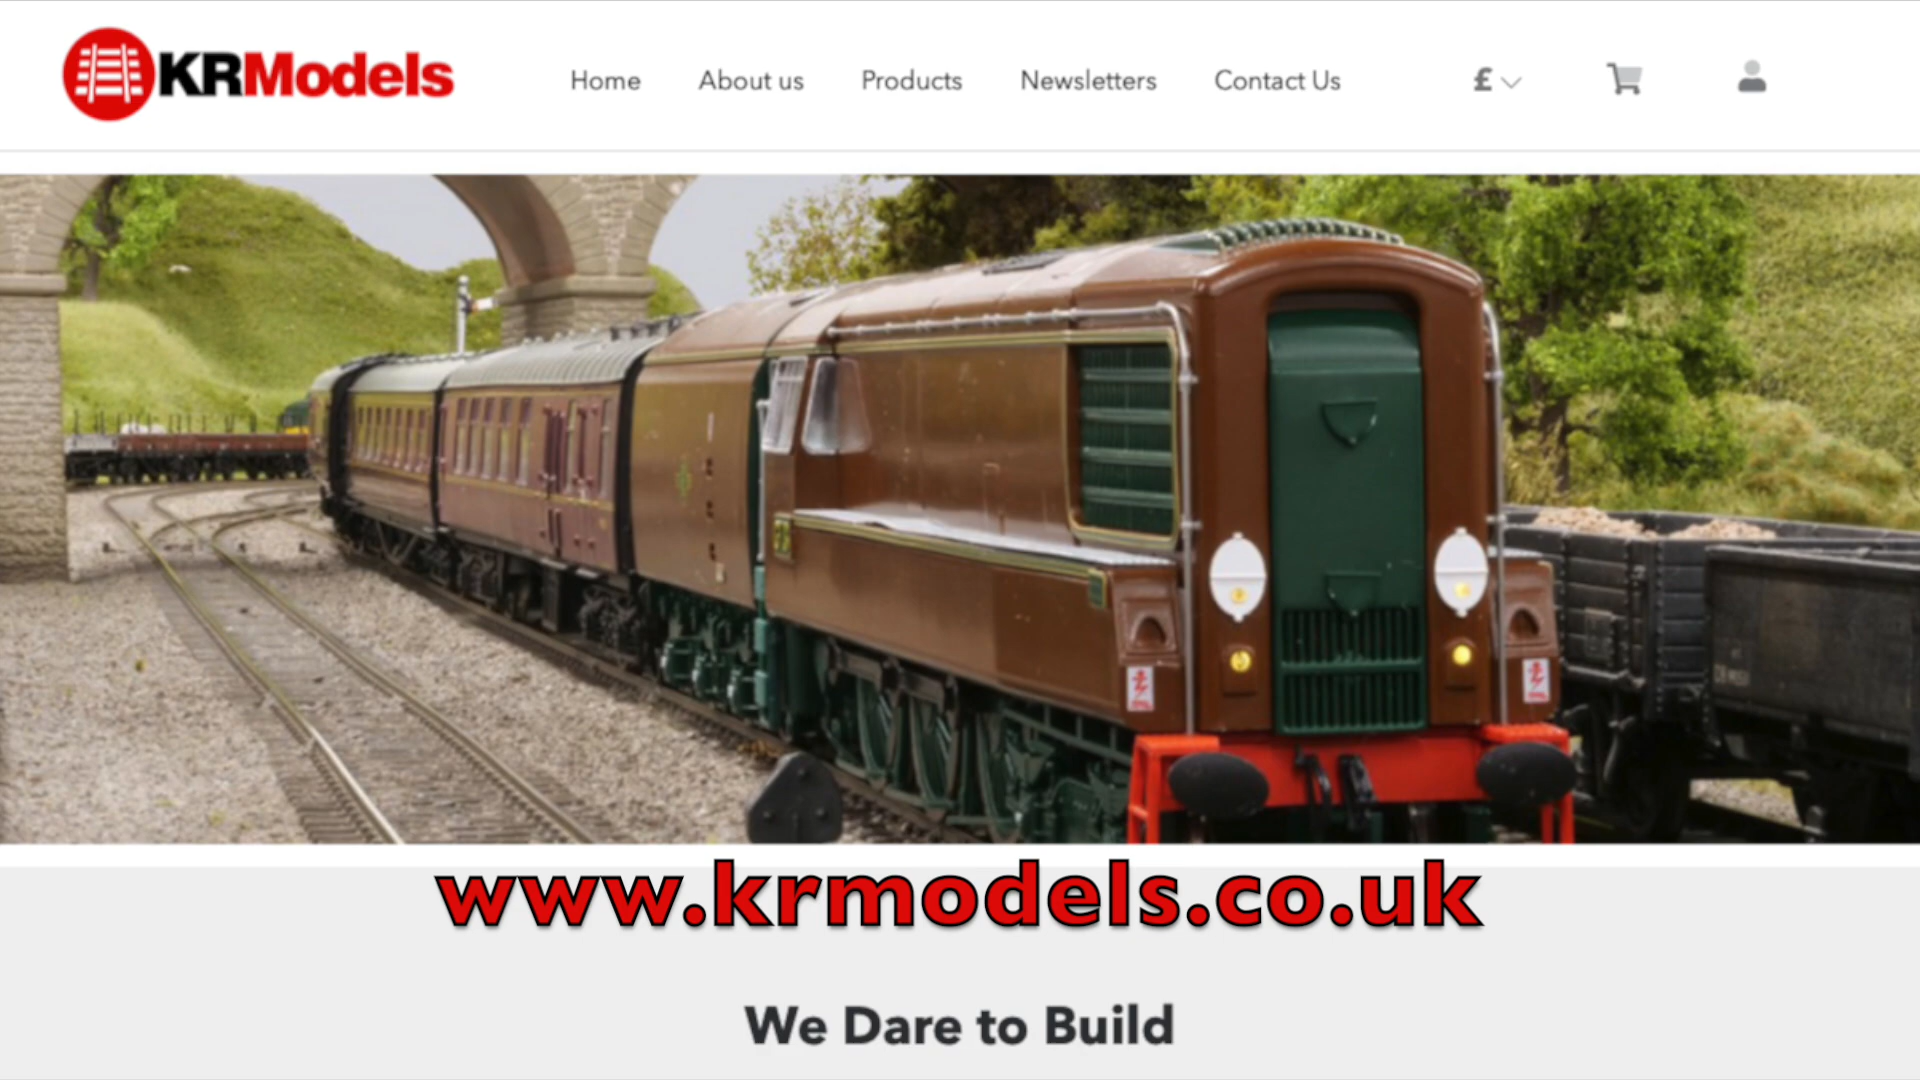 KRModels
Home About us Products Newsletters Contact Us £
www.krmodels.co.uk
We Dare to Build